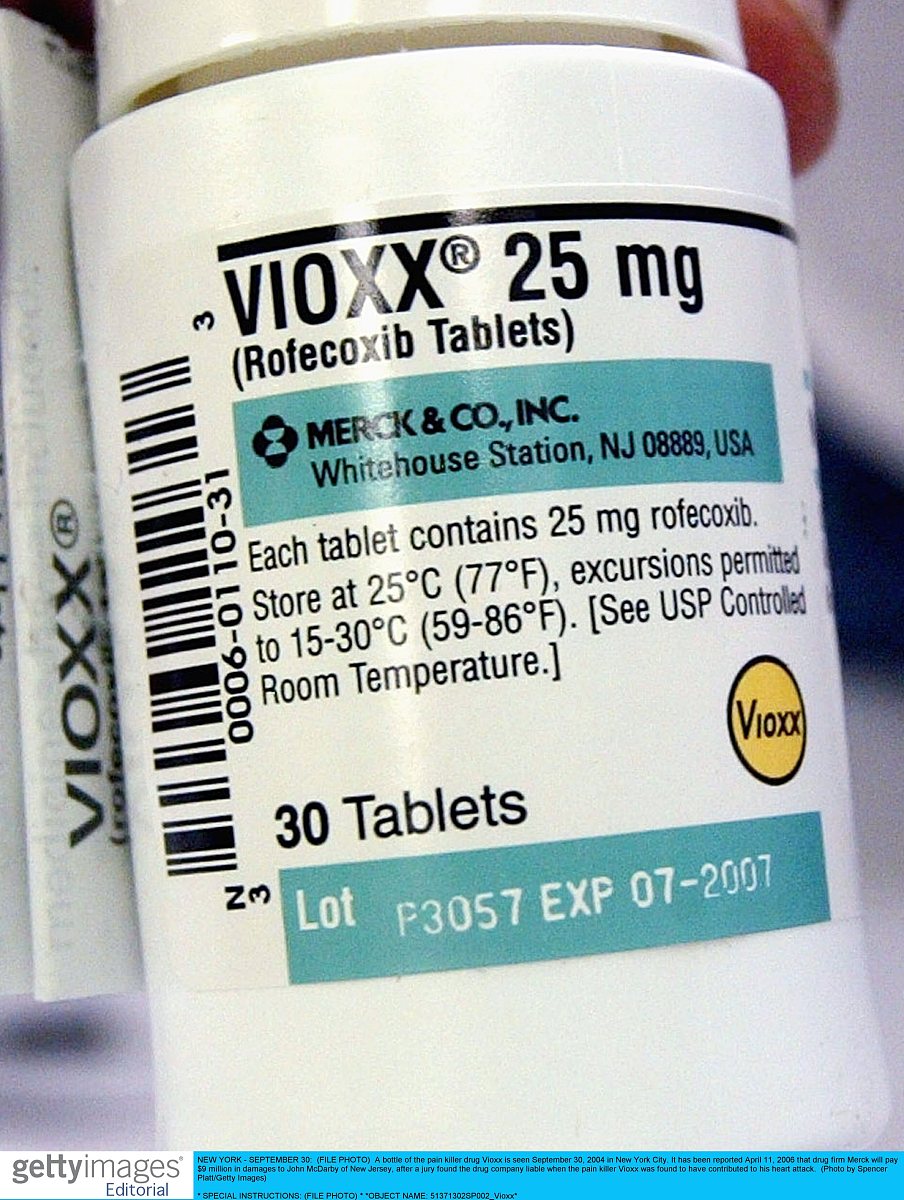 VIOXX® 25 mg
(Rofecoxib Tablets)
MERCK & CO., INC.
Whitehouse Station, NJ 08889, USA
Each tablet contains 25 mg rofecoxib.
Store at 25°C (77°F), excursions permitted
to 15-30°C (59-86°F). [See USP Controlled
Room Temperature.]
Vioxx
30 Tablets
Lot P3057 EXP 07-2007
3
0006-0110-31
N 3
VIOXX®
gettyimages®
Editorial
NEW YORK - SEPTEMBER 30: (FILE PHOTO) A bottle of the pain killer drug Vioxx is seen September 30, 2004 in New York City. It has been reported April 11, 2006 that drug firm Merck will pay
$9 million in damages to John McDarby of New Jersey, after a jury found the drug company liable when the pain killer Vioxx was found to have contributed to his heart attack. (Photo by Spencer
Platt/Getty Images)
* SPECIAL INSTRUCTIONS: (FILE PHOTO) * *OBJECT NAME: 51371302SP002_Vioxx*